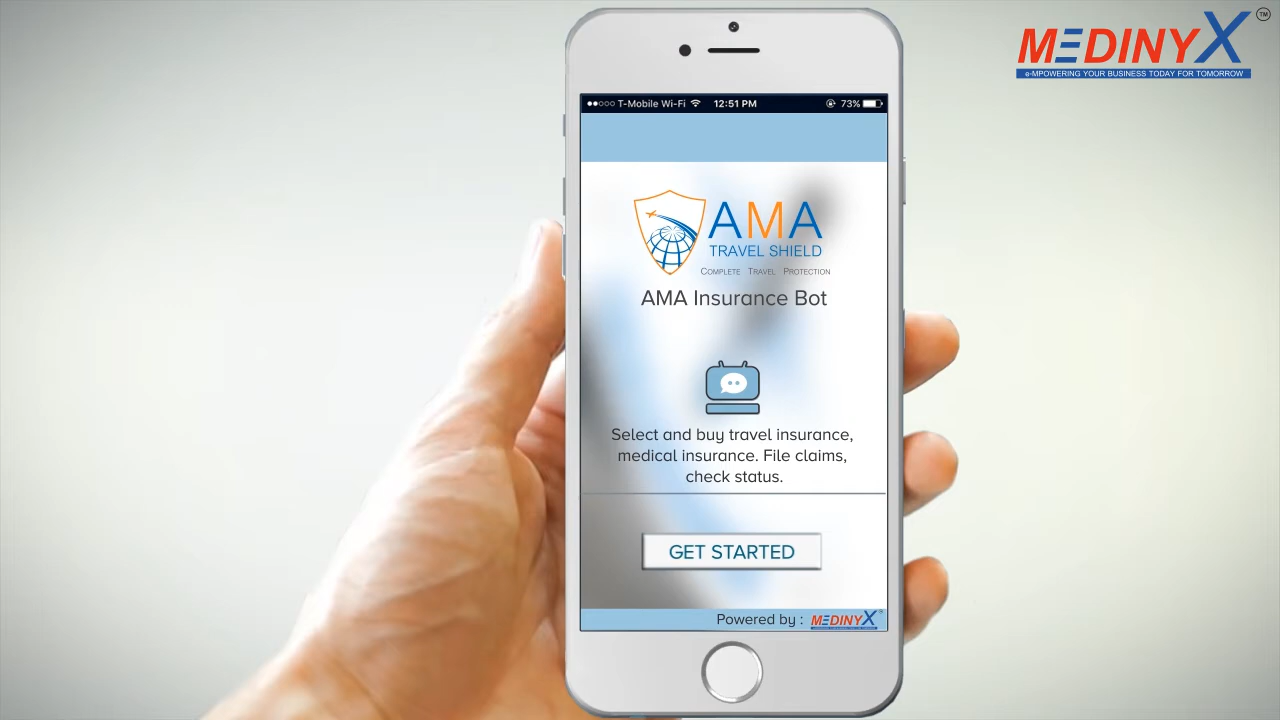 MEDINYX TM
e-MPOWERING YOUR BUSINESS TODAY FOR TOMORROW
T-Mobile Wi-Fi 12:51 PM 73%
AMA
TRAVEL SHIELD
COMPLETE TRAVEL PROTECTION
AMA Insurance Bot
Select and buy travel insurance,
medical insurance. File claims,
check status.
GET STARTED
Powered by : MEDINYX